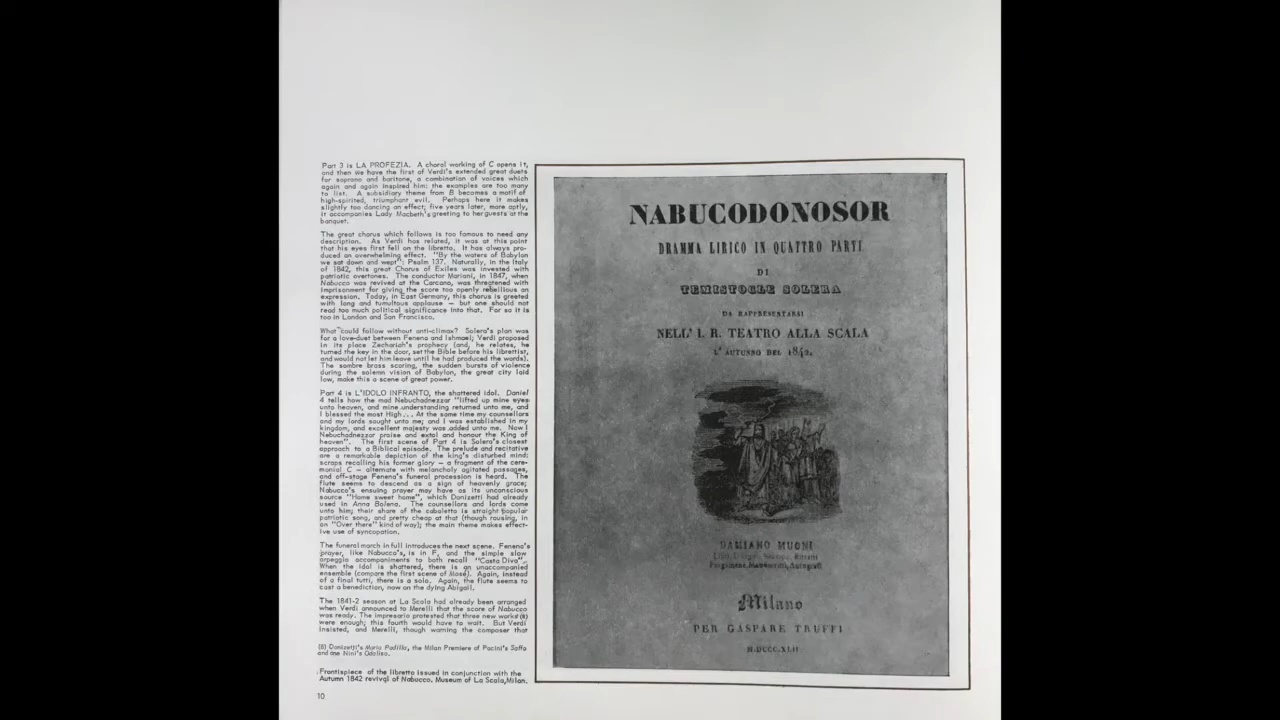 Part 3 is LA PROFEZIA. A choral working of C opens it,
and then we have the first of Verdi's extended great duets
for soprano and baritone, a combination of voices which
again and again inspired him: the examples are too many
to list. A subsidiary theme from B becomes a motif of
high-spirited, triumphant evil. Perhaps here it makes
slightly too dancing an effect; five years later, more aptly,
it accompanies Lady Macbeth's greeting to her guests at the
banquet.
The great chorus which follows is too famous to need any
description. As Verdi has related, it was at this point
that his eyes first fell on the libretto. It has always pro-
duced an overwhelming effect. "By the waters of Babylon
we sat down and wept": Psalm 137. Naturally, in the Italy
of 1842, this great Chorus of Exiles was invested with
patriotic overtones. The conductor Mariani, in 1847, when
Nabucco was revived at the Carcano, was threatened with
imprisonment for giving the score too openly rebellious an
expression. Today, in East Germany, this chorus is greeted
with long and tumultous applause — but one should not
read too much political significance into that. For so it is
too in London and San Francisco.
What could follow without anti-climax? Solera's plan was
for a love-duet between Fenena and Ishmael; Verdi proposed
in its place Zechariah's prophecy (and, he relates, he
turned the key in the door, set the Bible before his librettist,
and would not let him leave until he had produced the words).
The sombre brass scoring, the sudden bursts of violence
during the solemn vision of Babylon, the great city laid
low, make this a scene of great power.
Part 4 is L'IDOLO INFRANTO, the shattered idol. Daniel
4 tells how the mad Nebuchadnezzar "lifted up mine eyes
unto heaven, and mine understanding returned unto me, and
I blessed the most High... At the same time my counsellors
and my lords sought unto me; and I was established in my
kingdom, and excellent majesty was added unto me. Now I
Nebuchadnezzar praise and extol and honour the King of
heaven". The first scene of Part 4 is Solera's closest
approach to a Biblical episode. The prelude and recitative
are a remarkable depiction of the king's disturbed mind;
scraps recalling his former glory — a fragment of the cere-
monial C — alternate with melancholy agitated passages,
and off-stage Fenena's funeral procession is heard. The
flute seems to descend as a sign of heavenly grace;
Nabucco's ensuing prayer may have as its unconscious
source "Home sweet home", which Donizetti had already
used in Anna Bolena. The counsellors and lords come
unto him; their share of the cabaletta is straight popular
patriotic song, and pretty cheap at that (though rousing, in
an "Over there" kind of way); the main theme makes effect-
ive use of syncopation.
The funeral march in full introduces the next scene. Fenena's
prayer, like Nabucco's, is in F, and the simple slow
arpeggio accompaniments to both recall "Casta Diva".
When the idol is shattered, there is an unaccompanied
ensemble (compare the first scene of Mosé). Again, instead
of a final tutti, there is a solo. Again, the flute seems to
cast a benediction, now on the dying Abigail.
The 1841-2 season at La Scala had already been arranged
when Verdi announced to Merelli that the score of Nabucco
was ready. The impresario protested that three new works (8)
were enough; this fourth would have to wait. But Verdi
insisted, and Merelli, though warning the composer that
(8) Donizetti's Maria Padilla, the Milan Premiere of Pacini's Saffo
and one Nini's Odalisa.
Frontispiece of the libretto issued in conjunction with the
Autumn 1842 revival of Nabucco. Museum of La Scala, Milan.
10
NABUCODONOSOR
DRAMMA LIRICO IN QUATTRO PARTI
DI
TEMISTOCLE SOLERA
DA RAPPRESENTARSI
NELL' I. R. TEATRO ALLA SCALA
L' AUTUNNO DEL 1842.
DAMIANO MUONI
Pergamene, Manoscritti, Autografi
Milano
PER GASPARE TRUFFI
M.DCCC.XLII